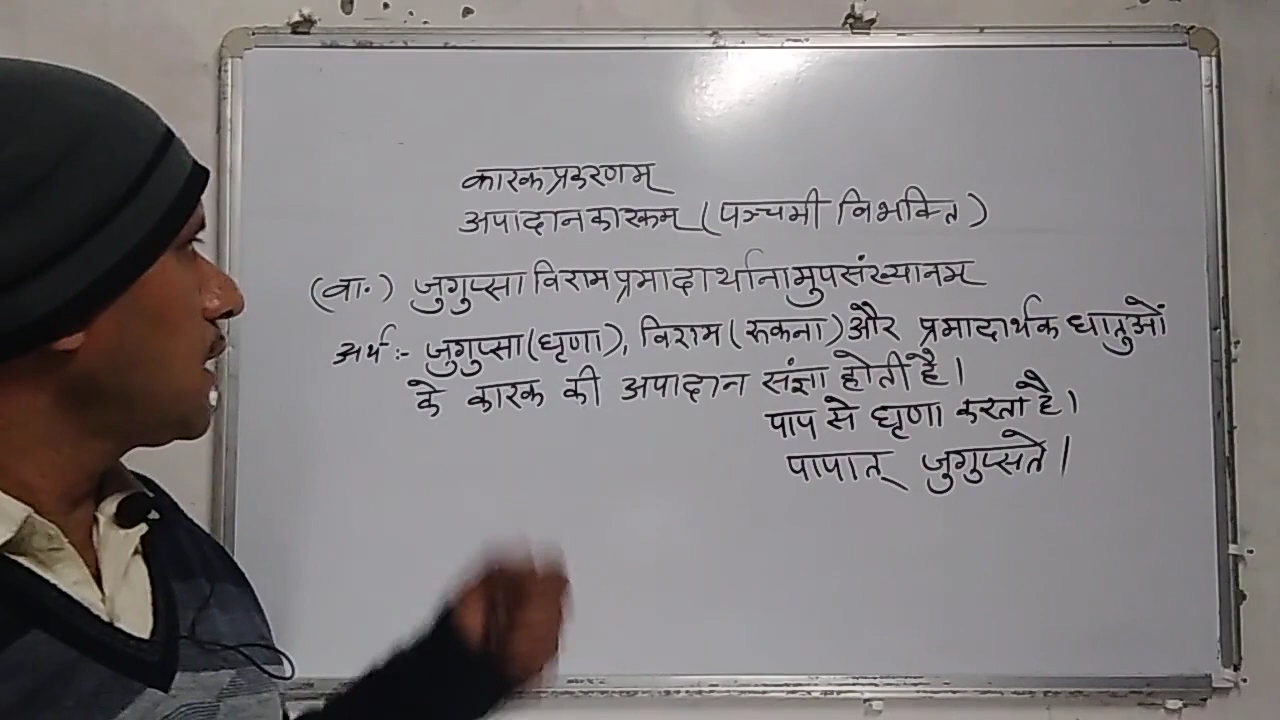 कारकप्रकरणम्
अपादानकारकम् (पञ्चमी विभक्ति)
(वा.) जुगुप्साविरामप्रमादार्थानामुपसंख्यानम्
अर्थ:- जुगुप्सा(घृणा), विराम(रूकना) और प्रमादार्थक धातुओं
के कारक की अपादान संज्ञा होती है।
पाप से घृणा करता है।
पापात् जुगुप्सते।